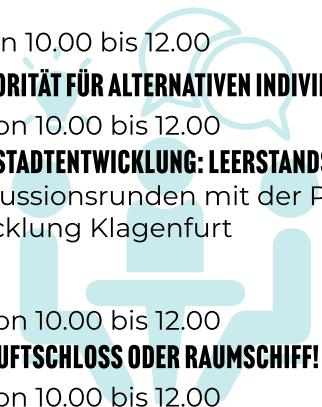 n 10.00 bis 12.00
ORITÄT FÜR ALTERNATIVEN INDIVI
on 10.00 bis 12.00
STADTENTWICKLUNG: LEERSTANDS
ussionsrunden mit der P
cklung Klagenfurt
on 10.00 bis 12.00
UFTSCHLOSS ODER RAUMSCHIFF!
on 10.00 bis 12.00